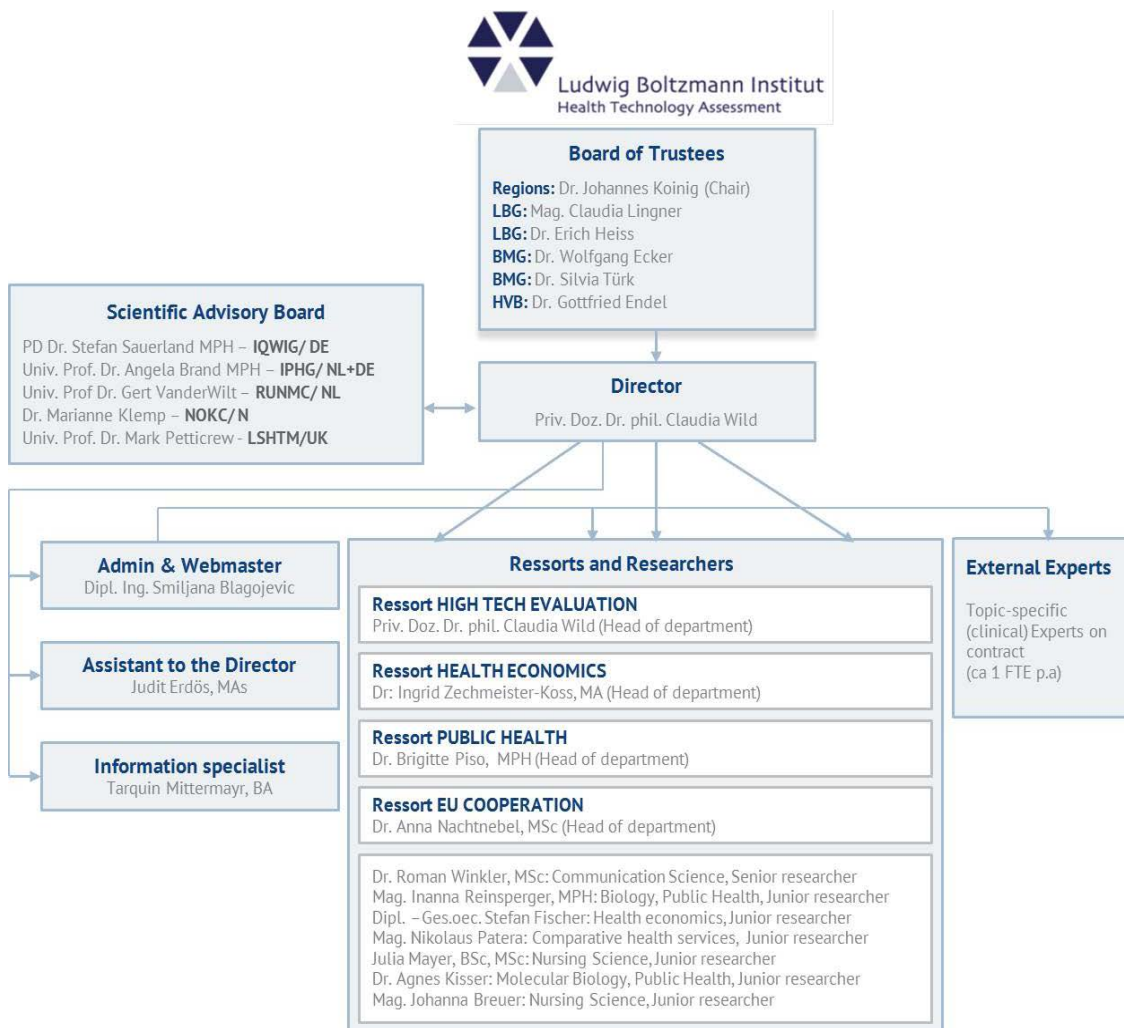 Ludwig Boltzmann Institut
Health Technology Assessment
Board of Trustees
Regions: Dr. Johannes Koinig (Chair)
LBG: Mag. Claudia Lingner
LBG: Dr. Erich Heiss
BMG: Dr. Wolfgang Ecker
BMG: Dr. Silvia Türk
HVB: Dr. Gottfried Endel
Scientific Advisory Board
PD Dr. Stefan Sauerland MPH – IQWIG/ DE
Univ. Prof. Dr. Angela Brand MPH – IPHG/ NL+DE
Univ. Prof Dr. Gert VanderWilt – RUNMC/ NL
Dr. Marianne Klemp – NOKC/ N
Univ. Prof. Dr. Mark Petticrew - LSHTM/UK
Director
Priv. Doz. Dr. phil. Claudia Wild
Admin & Webmaster
Dipl. Ing. Smiljana Blagojevic
Assistant to the Director
Judit Erdös, MAs
Information specialist
Tarquin Mittermayr, BA
Ressorts and Researchers
Ressort HIGH TECH EVALUATION
Priv. Doz. Dr. phil. Claudia Wild (Head of department)
Ressort HEALTH ECONOMICS
Dr: Ingrid Zechmeister-Koss, MA (Head of department)
Ressort PUBLIC HEALTH
Dr. Brigitte Piso, MPH (Head of department)
Ressort EU COOPERATION
Dr. Anna Nachtnebel, MSc (Head of department)
Dr. Roman Winkler, MSc: Communication Science, Senior researcher
Mag. Inanna Reinsperger, MPH: Biology, Public Health, Junior researcher
Dipl. –Ges.oec. Stefan Fischer: Health economics, Junior researcher
Mag. Nikolaus Patera: Comparative health services, Junior researcher
Julia Mayer, BSc, MSc: Nursing Science, Junior researcher
Dr. Agnes Kisser: Molecular Biology, Public Health, Junior researcher
Mag. Johanna Breuer: Nursing Science, Junior researcher
External Experts
Topic-specific
(clinical) Experts on
contract
(ca 1 FTE p.a)